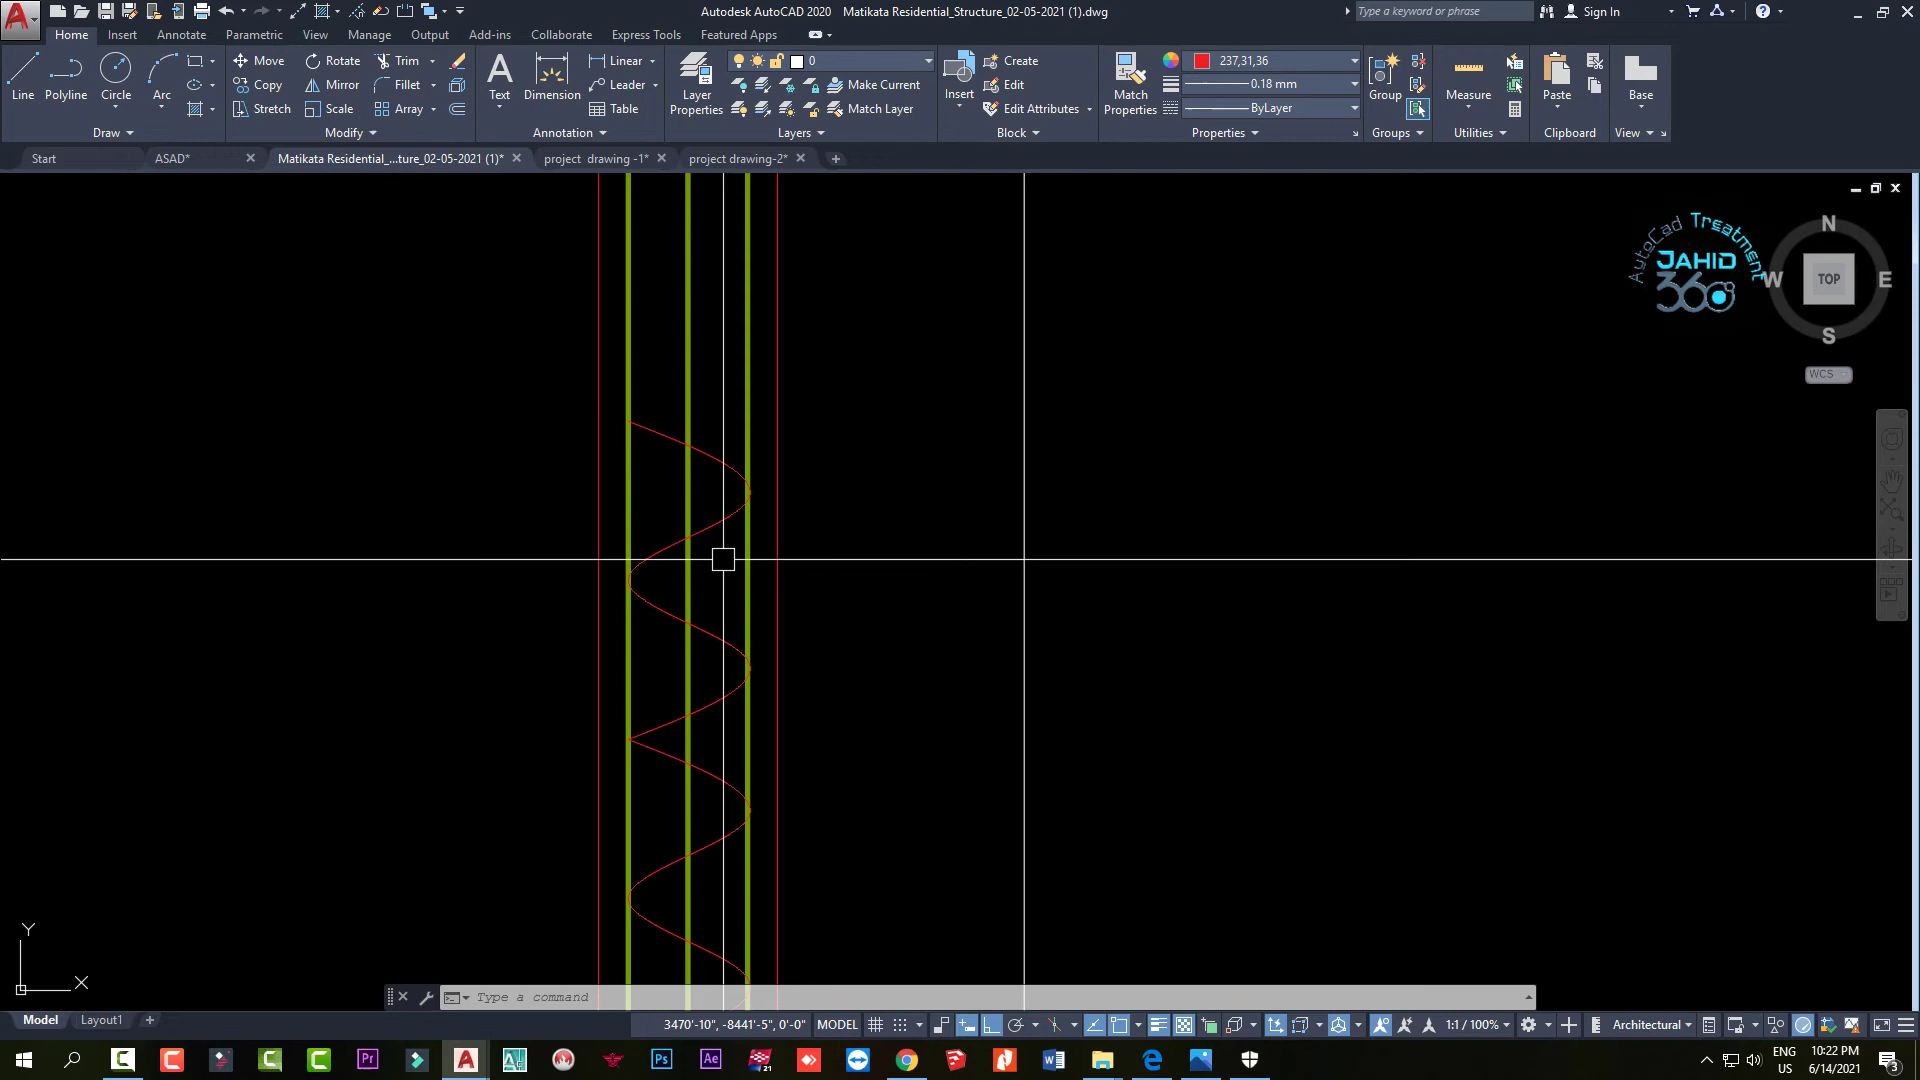 Autodesk AutoCAD 2020 Matikata Residential_Structure_02-05-2021 (1).dwg
Type a keyword or phrase
Sign In
Home Insert Annotate Parametric View Manage Output Add-ins Collaborate Express Tools Featured Apps
Line Polyline Circle Arc
Move Rotate Trim
Copy Mirror Fillet
Stretch Scale Array
Text Dimension
Linear
Leader
Table
Layer Properties
0
Make Current
Match Layer
Insert
Create
Edit
Edit Attributes
Match Properties
237,31,36
0.18 mm
ByLayer
Group Measure Paste Base
Draw Modify Annotation Layers Block Properties Groups Utilities Clipboard View
Start ASAD* Matikata Residential_...ture_02-05-2021 (1)* project drawing -1* project drawing-2*
AutoCad Treatment
JAHID
360
N
W TOP E
S
WCS
Y
X
Type a command
Model Layout1
3470'-10", -8441'-5", 0'-0" MODEL 1:1 / 100% Architectural
Pr Ps Ae 21
ENG
US
10:22 PM
6/14/2021
3